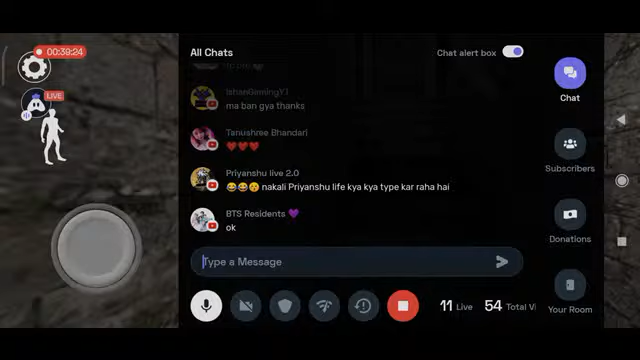 00:39:24
LIVE
All Chats
Chat alert box
IshanGamingYT
ma ban gya thanks
Tanushree Bhandari
❤️❤️❤️
Priyanshu live 2.0
😂😂😗 nakali Priyanshu life kya kya type kar raha hai
BTS Residents 💜
ok
Type a Message
11 Live 54 Total Vi
Chat
Subscribers
Donations
Your Room